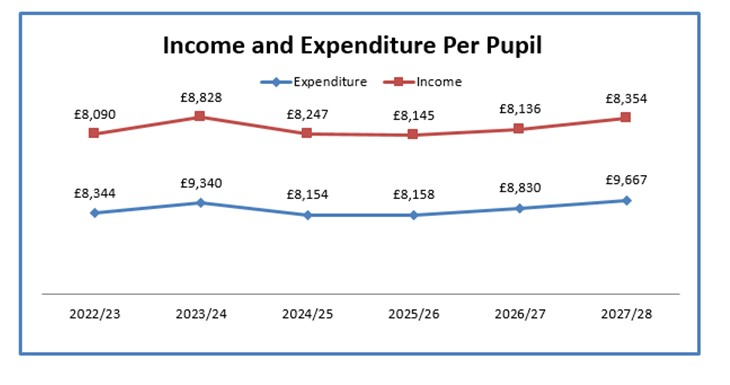 Income and Expenditure Per Pupil
Expenditure Income
£8,090 £8,828 £8,247 £8,145 £8,136 £8,354
£8,344 £9,340 £8,154 £8,158 £8,830 £9,667
2022/23 2023/24 2024/25 2025/26 2026/27 2027/28